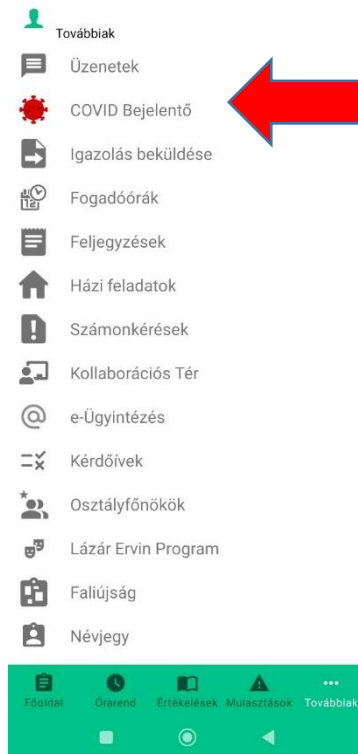 Továbbiak
Üzenetek
COVID Bejelentő
Igazolás beküldése
Fogadóórák
Feljegyzések
Házi feladatok
Számonkérések
Kollaborációs Tér
e-Ügyintézés
Kérdőívek
Osztályfőnökök
Lázár Ervin Program
Faliújság
Névjegy
Főoldal Órarend Értékelések Mulasztások Továbbiak